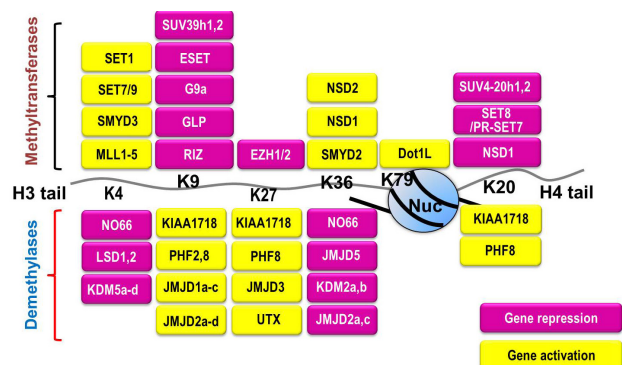 Methyltransferases
SUV39h1,2
SET1
ESET
SET7/9
G9a
NSD2
SUV4-20h1,2
SMYD3
GLP
NSD1
SET8
/PR-SET7
MLL1-5
RIZ
EZH1/2
SMYD2
Dot1L
NSD1
H3 tail
K4
K9
K27
K36
K79
Nuc
K20
H4 tail
Demethylases
NO66
KIAA1718
KIAA1718
NO66
KIAA1718
LSD1,2
PHF2,8
PHF8
JMJD5
PHF8
KDM5a-d
JMJD1a-c
JMJD3
KDM2a,b
JMJD2a-d
UTX
JMJD2a,c
Gene repression
Gene activation